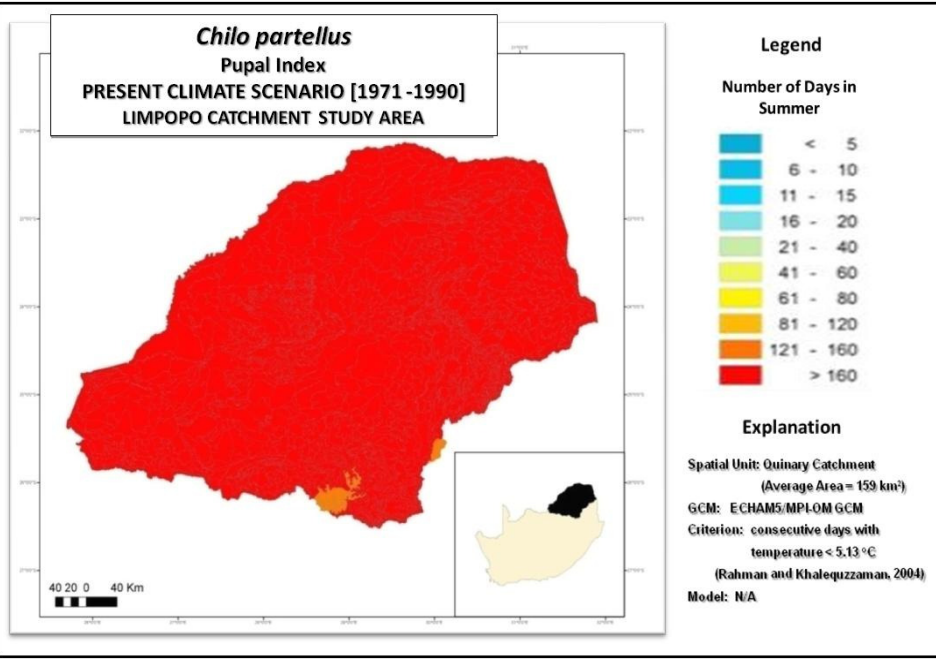 Chilo partellus
Pupal Index
PRESENT CLIMATE SCENARIO [1971 -1990]
LIMPOPO CATCHMENT STUDY AREA
40 20 0 40 Km
Legend
Number of Days in
Summer
< 5
6 - 10
11 - 15
16 - 20
21 - 40
41 - 60
61 - 80
81 - 120
121 - 160
> 160
Explanation
Spatial Unit: Quinary Catchment
(Average Area = 159 km²)
GCM: ECHAM5/MPI-OM GCM
Criterion: consecutive days with
temperature < 5.13 °C
(Rahman and Khalequzzaman, 2004)
Model: N/A